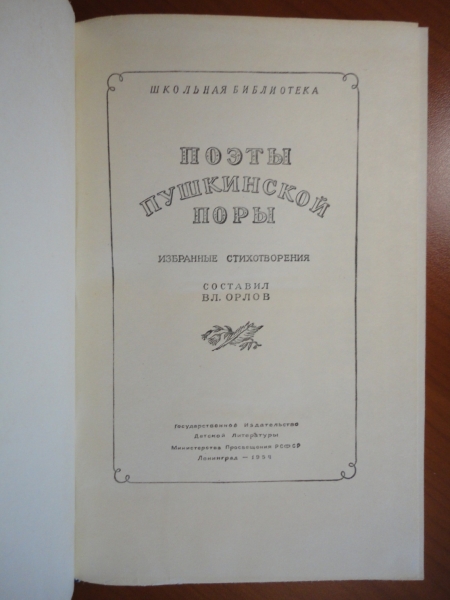 ШКОЛЬНАЯ БИБЛИОТЕКА
ПОЭТЫ
ПУШКИНСКОЙ
ПОРЫ
ИЗБРАННЫЕ СТИХОТВОРЕНИЯ
СОСТАВИЛ
ВЛ. ОРЛОВ
Государственное Издательство
Детской Литературы
Министерства Просвещения РСФСР
Ленинград —